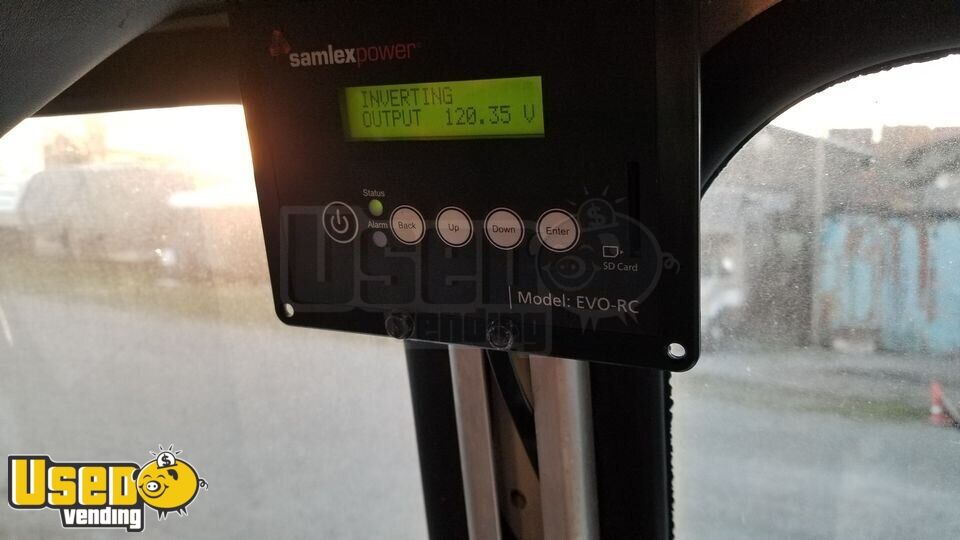 samlexpower®
INVERTING
OUTPUT 120.35 V
Status
Alarm
Back
Up
Down
Enter
SD Card
Model: EVO-RC
USED
vending
USED
vending